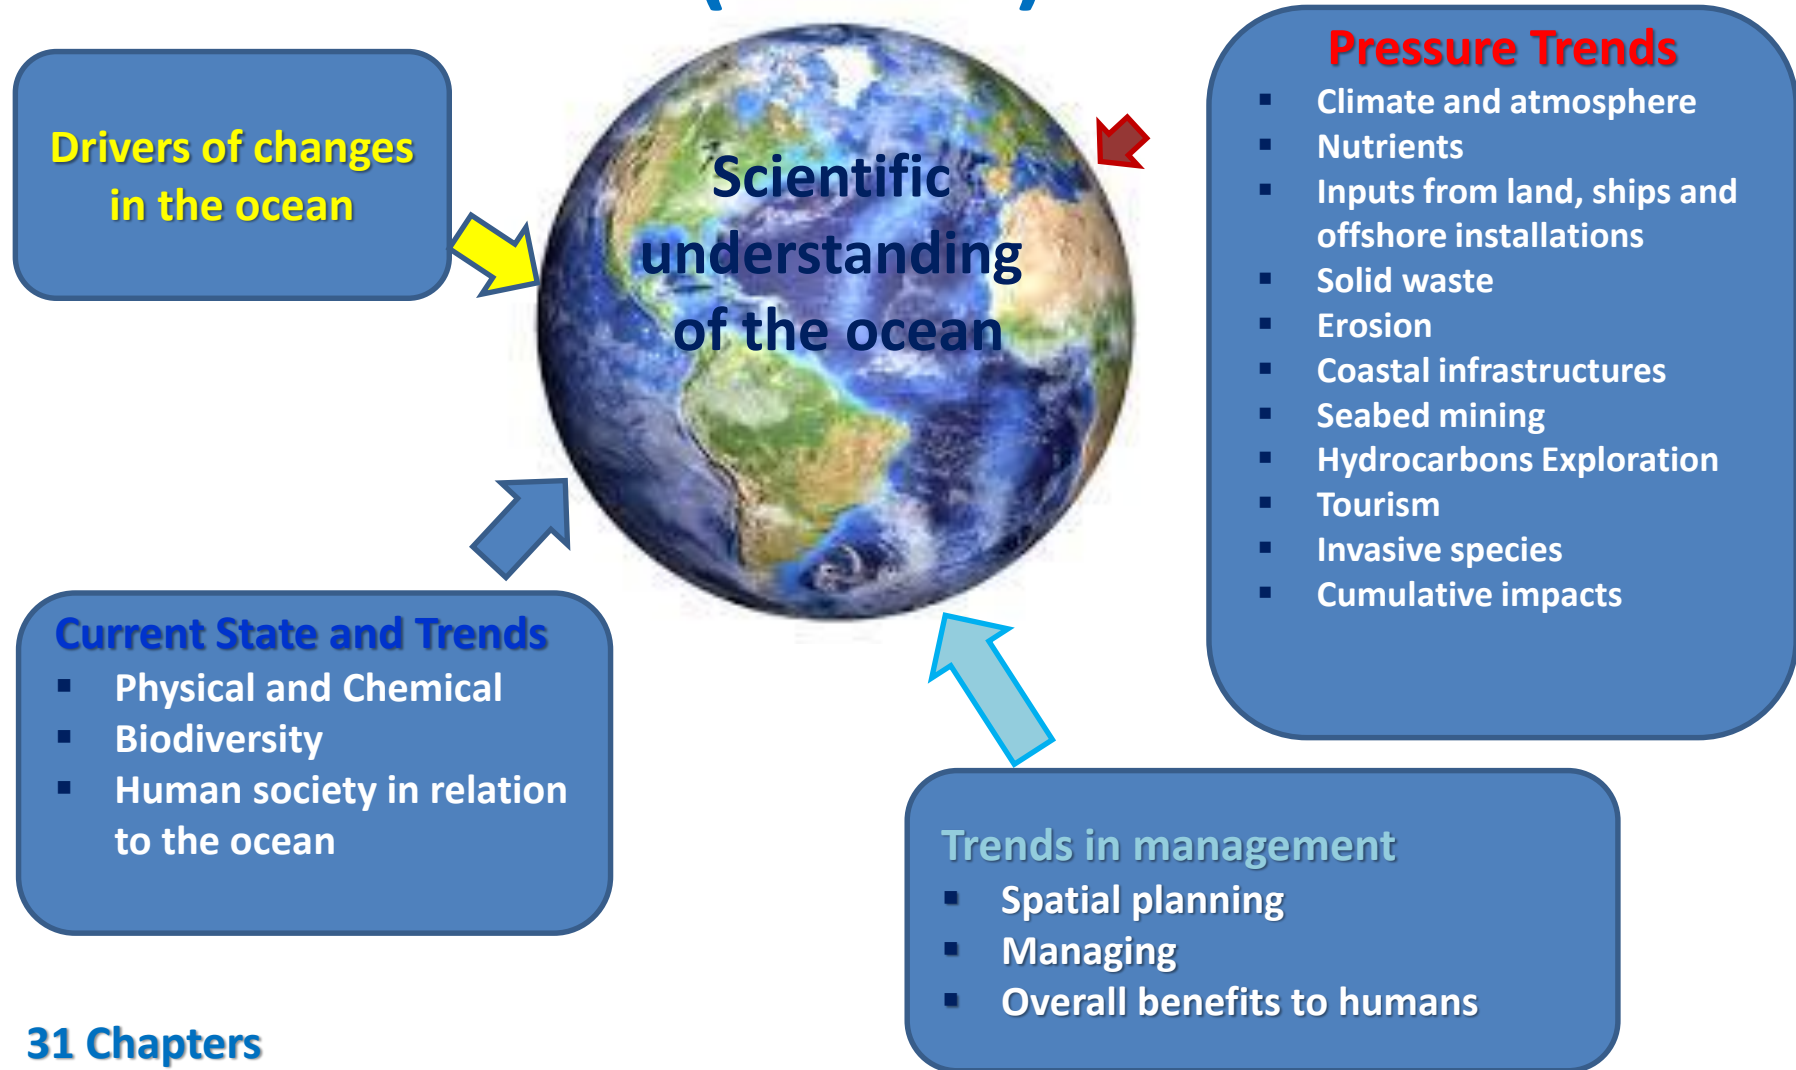 Drivers of changes
in the ocean
Scientific
understanding
of the ocean
Pressure Trends
▪ Climate and atmosphere
▪ Nutrients
▪ Inputs from land, ships and
offshore installations
▪ Solid waste
▪ Erosion
▪ Coastal infrastructures
▪ Seabed mining
▪ Hydrocarbons Exploration
▪ Tourism
▪ Invasive species
▪ Cumulative impacts
Current State and Trends
▪ Physical and Chemical
▪ Biodiversity
▪ Human society in relation
to the ocean
Trends in management
▪ Spatial planning
▪ Managing
▪ Overall benefits to humans
31 Chapters